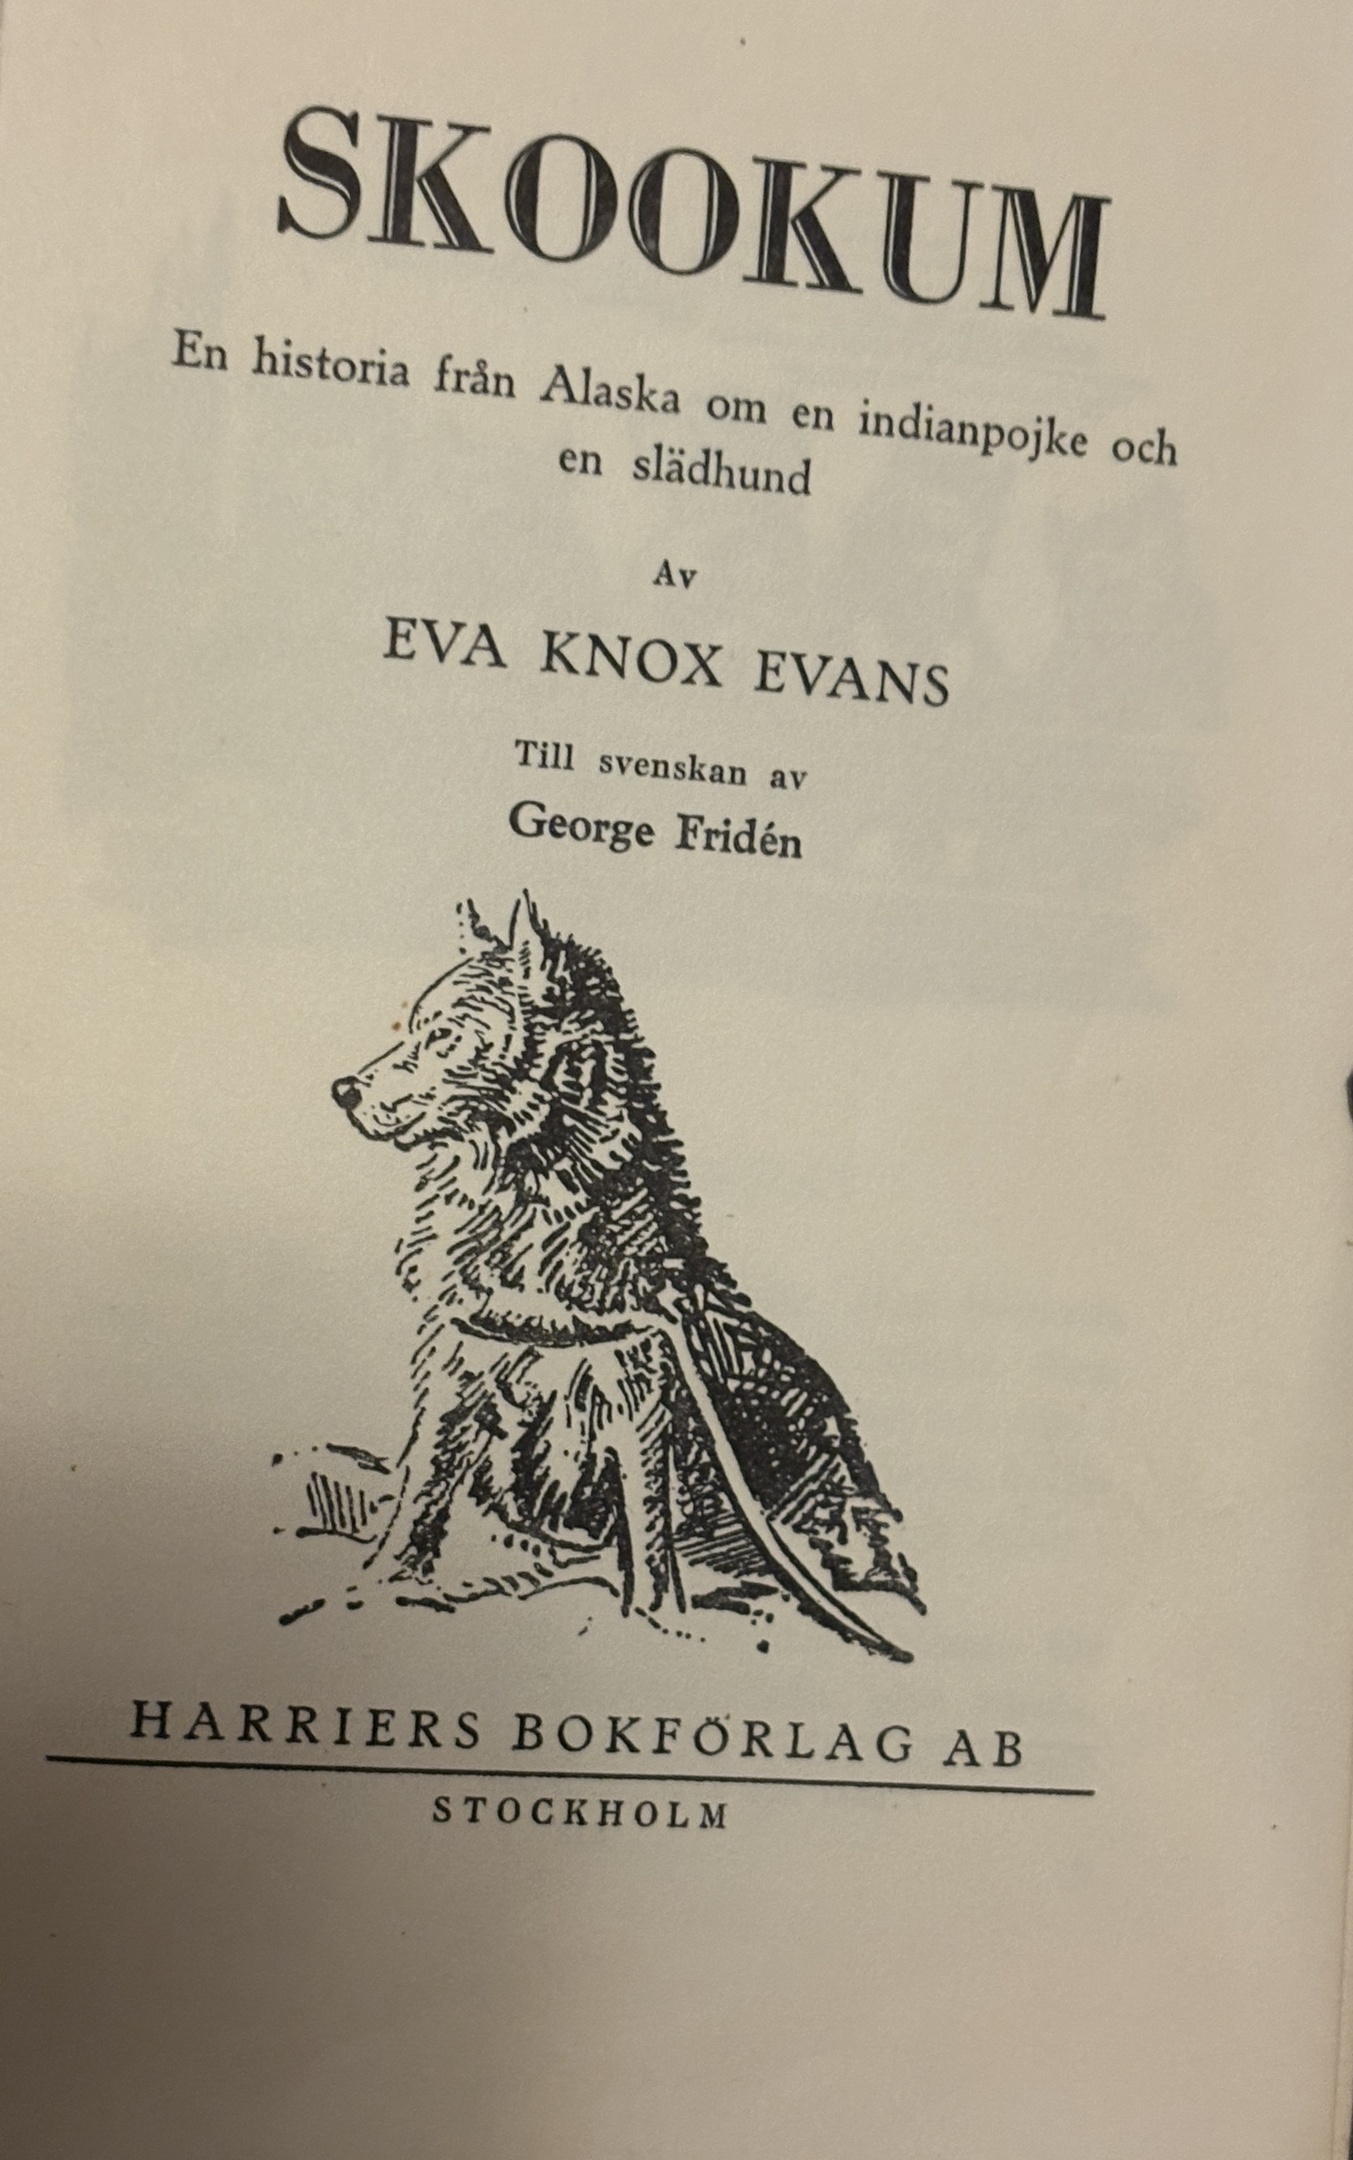 SKOOKUM
En historia från Alaska om en indianpojke och
en slädhund
Av
EVA KNOX EVANS
Till svenskan av
George Fridén
HARRIERS BOKFÖRLAG AB
STOCKHOLM